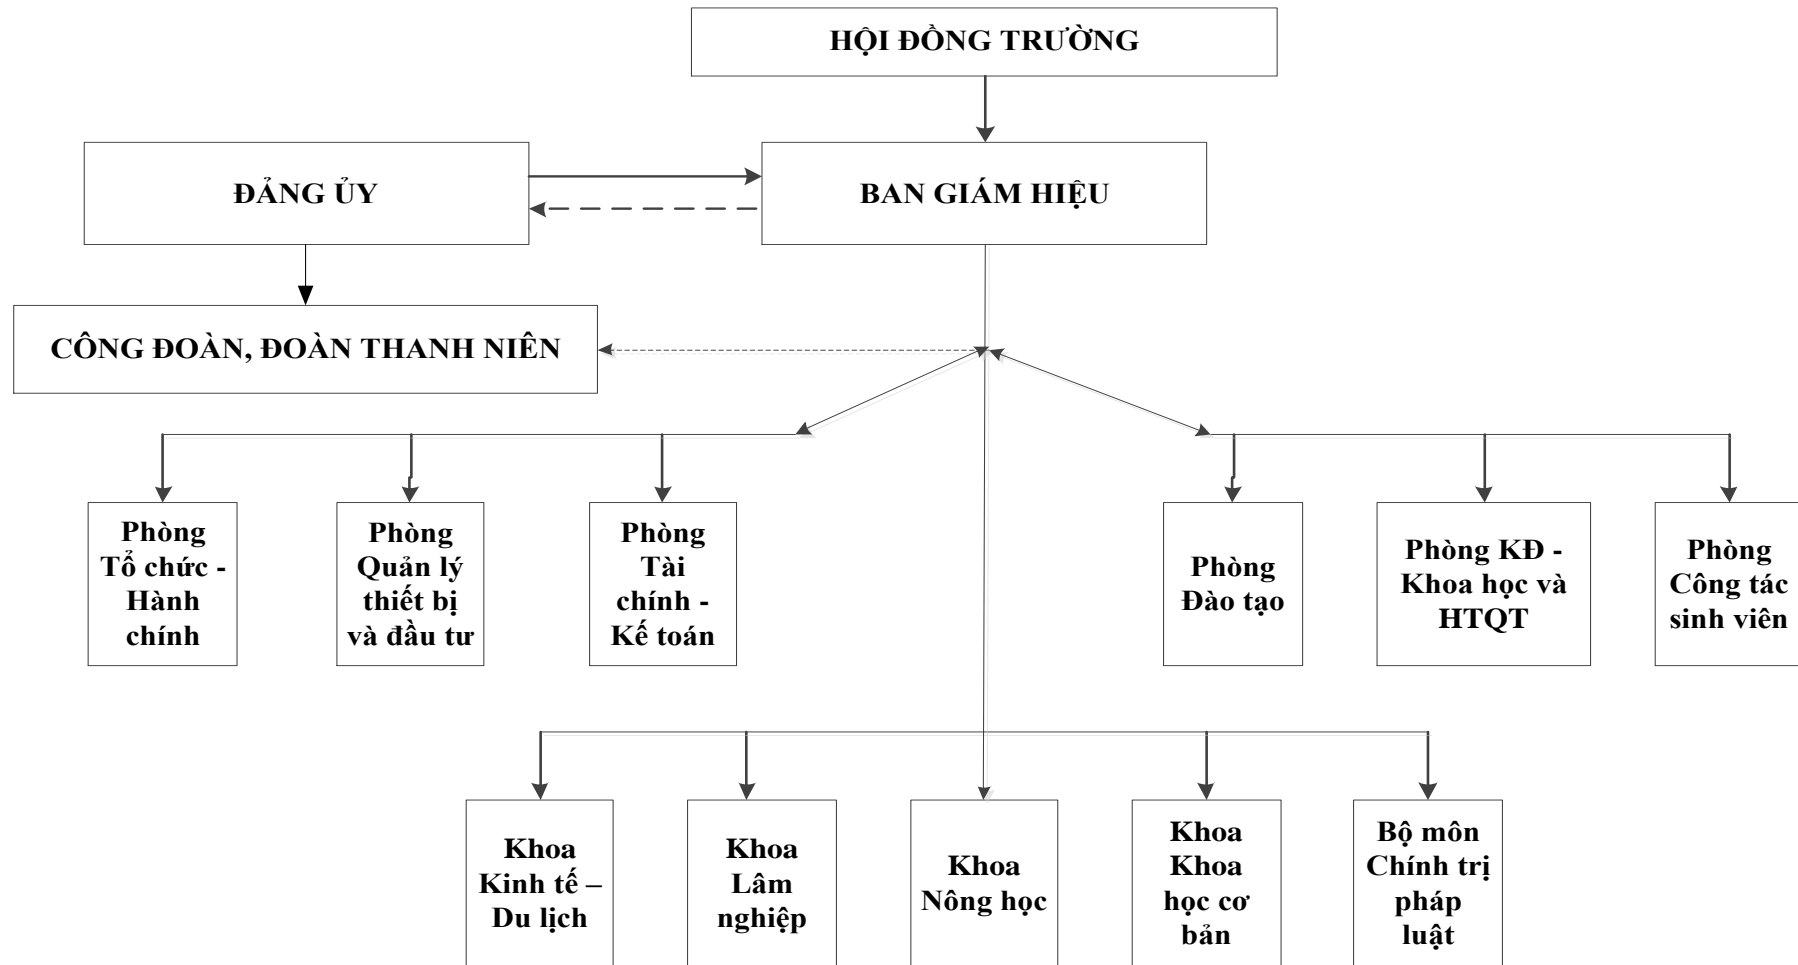 HỘI ĐỒNG TRƯỜNG
ĐẢNG ỦY
BAN GIÁM HIỆU
CÔNG ĐOÀN, ĐOÀN THANH NIÊN
Phòng
Tổ chức -
Hành
chính
Phòng
Quản lý
thiết bị
và đầu tư
Phòng
Tài
chính -
Kế toán
Phòng
Đào tạo
Phòng KĐ -
Khoa học và
HTQT
Phòng
Công tác
sinh viên
Khoa
Kinh tế –
Du lịch
Khoa
Lâm
nghiệp
Khoa
Nông học
Khoa
Khoa
học cơ
bản
Bộ môn
Chính trị
pháp
luật